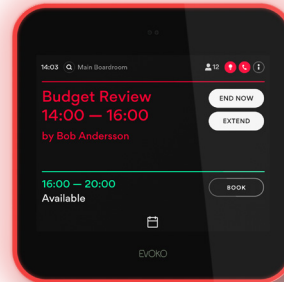 14:03 Main Boardroom 12
Budget Review
14:00 — 16:00
by Bob Andersson
END NOW
EXTEND
16:00 — 20:00
Available
BOOK
EVOKO